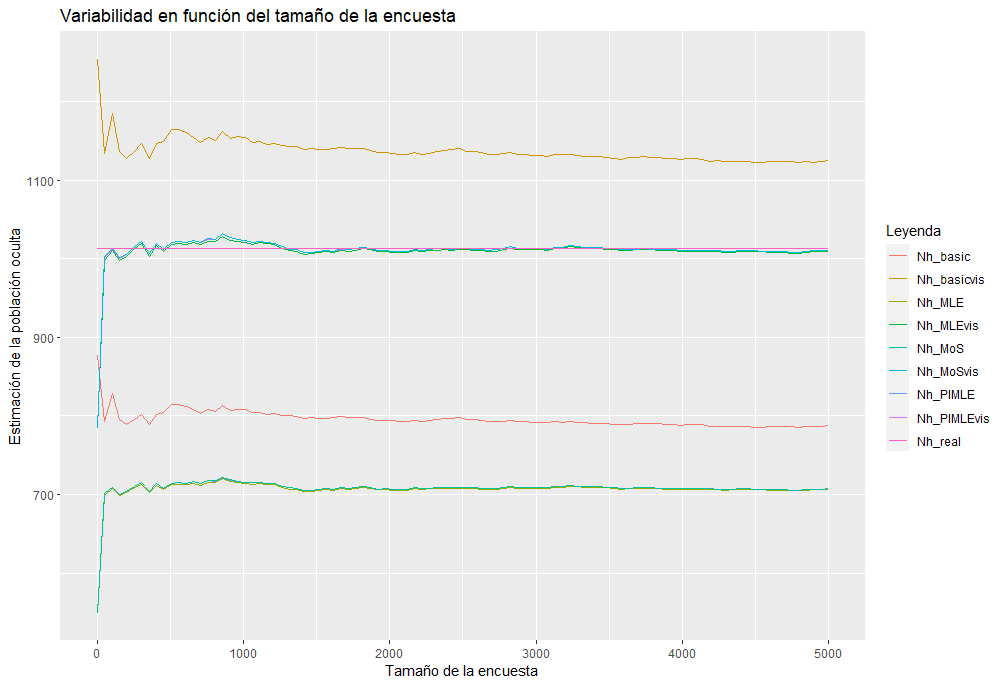 Variabilidad en función del tamaño de la encuesta
Estimación de la población oculta
1100
900
700
0
1000
2000
3000
4000
5000
Tamaño de la encuesta
Leyenda
Nh_basic
Nh_basicvis
Nh_MLE
Nh_MLEvis
Nh_MoS
Nh_MoSvis
Nh_PIMLE
Nh_PIMLEvis
Nh_real